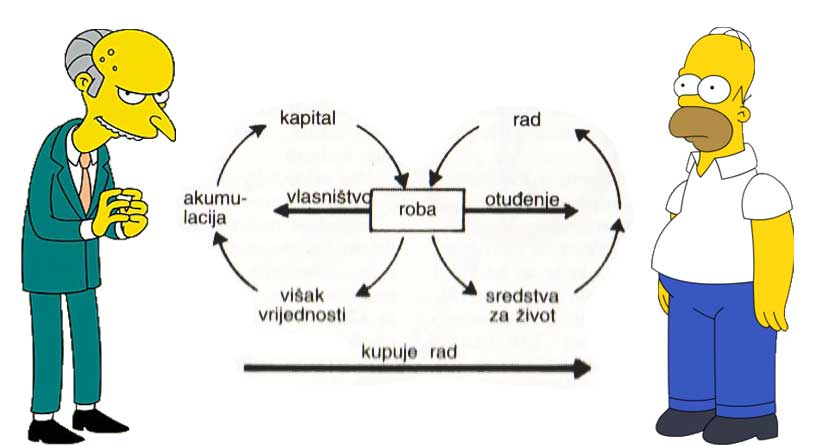 kapital
rad
akumu-
lacija
vlasništvo
roba
otuđenje
višak
vrijednosti
sredstva
za život
kupuje rad